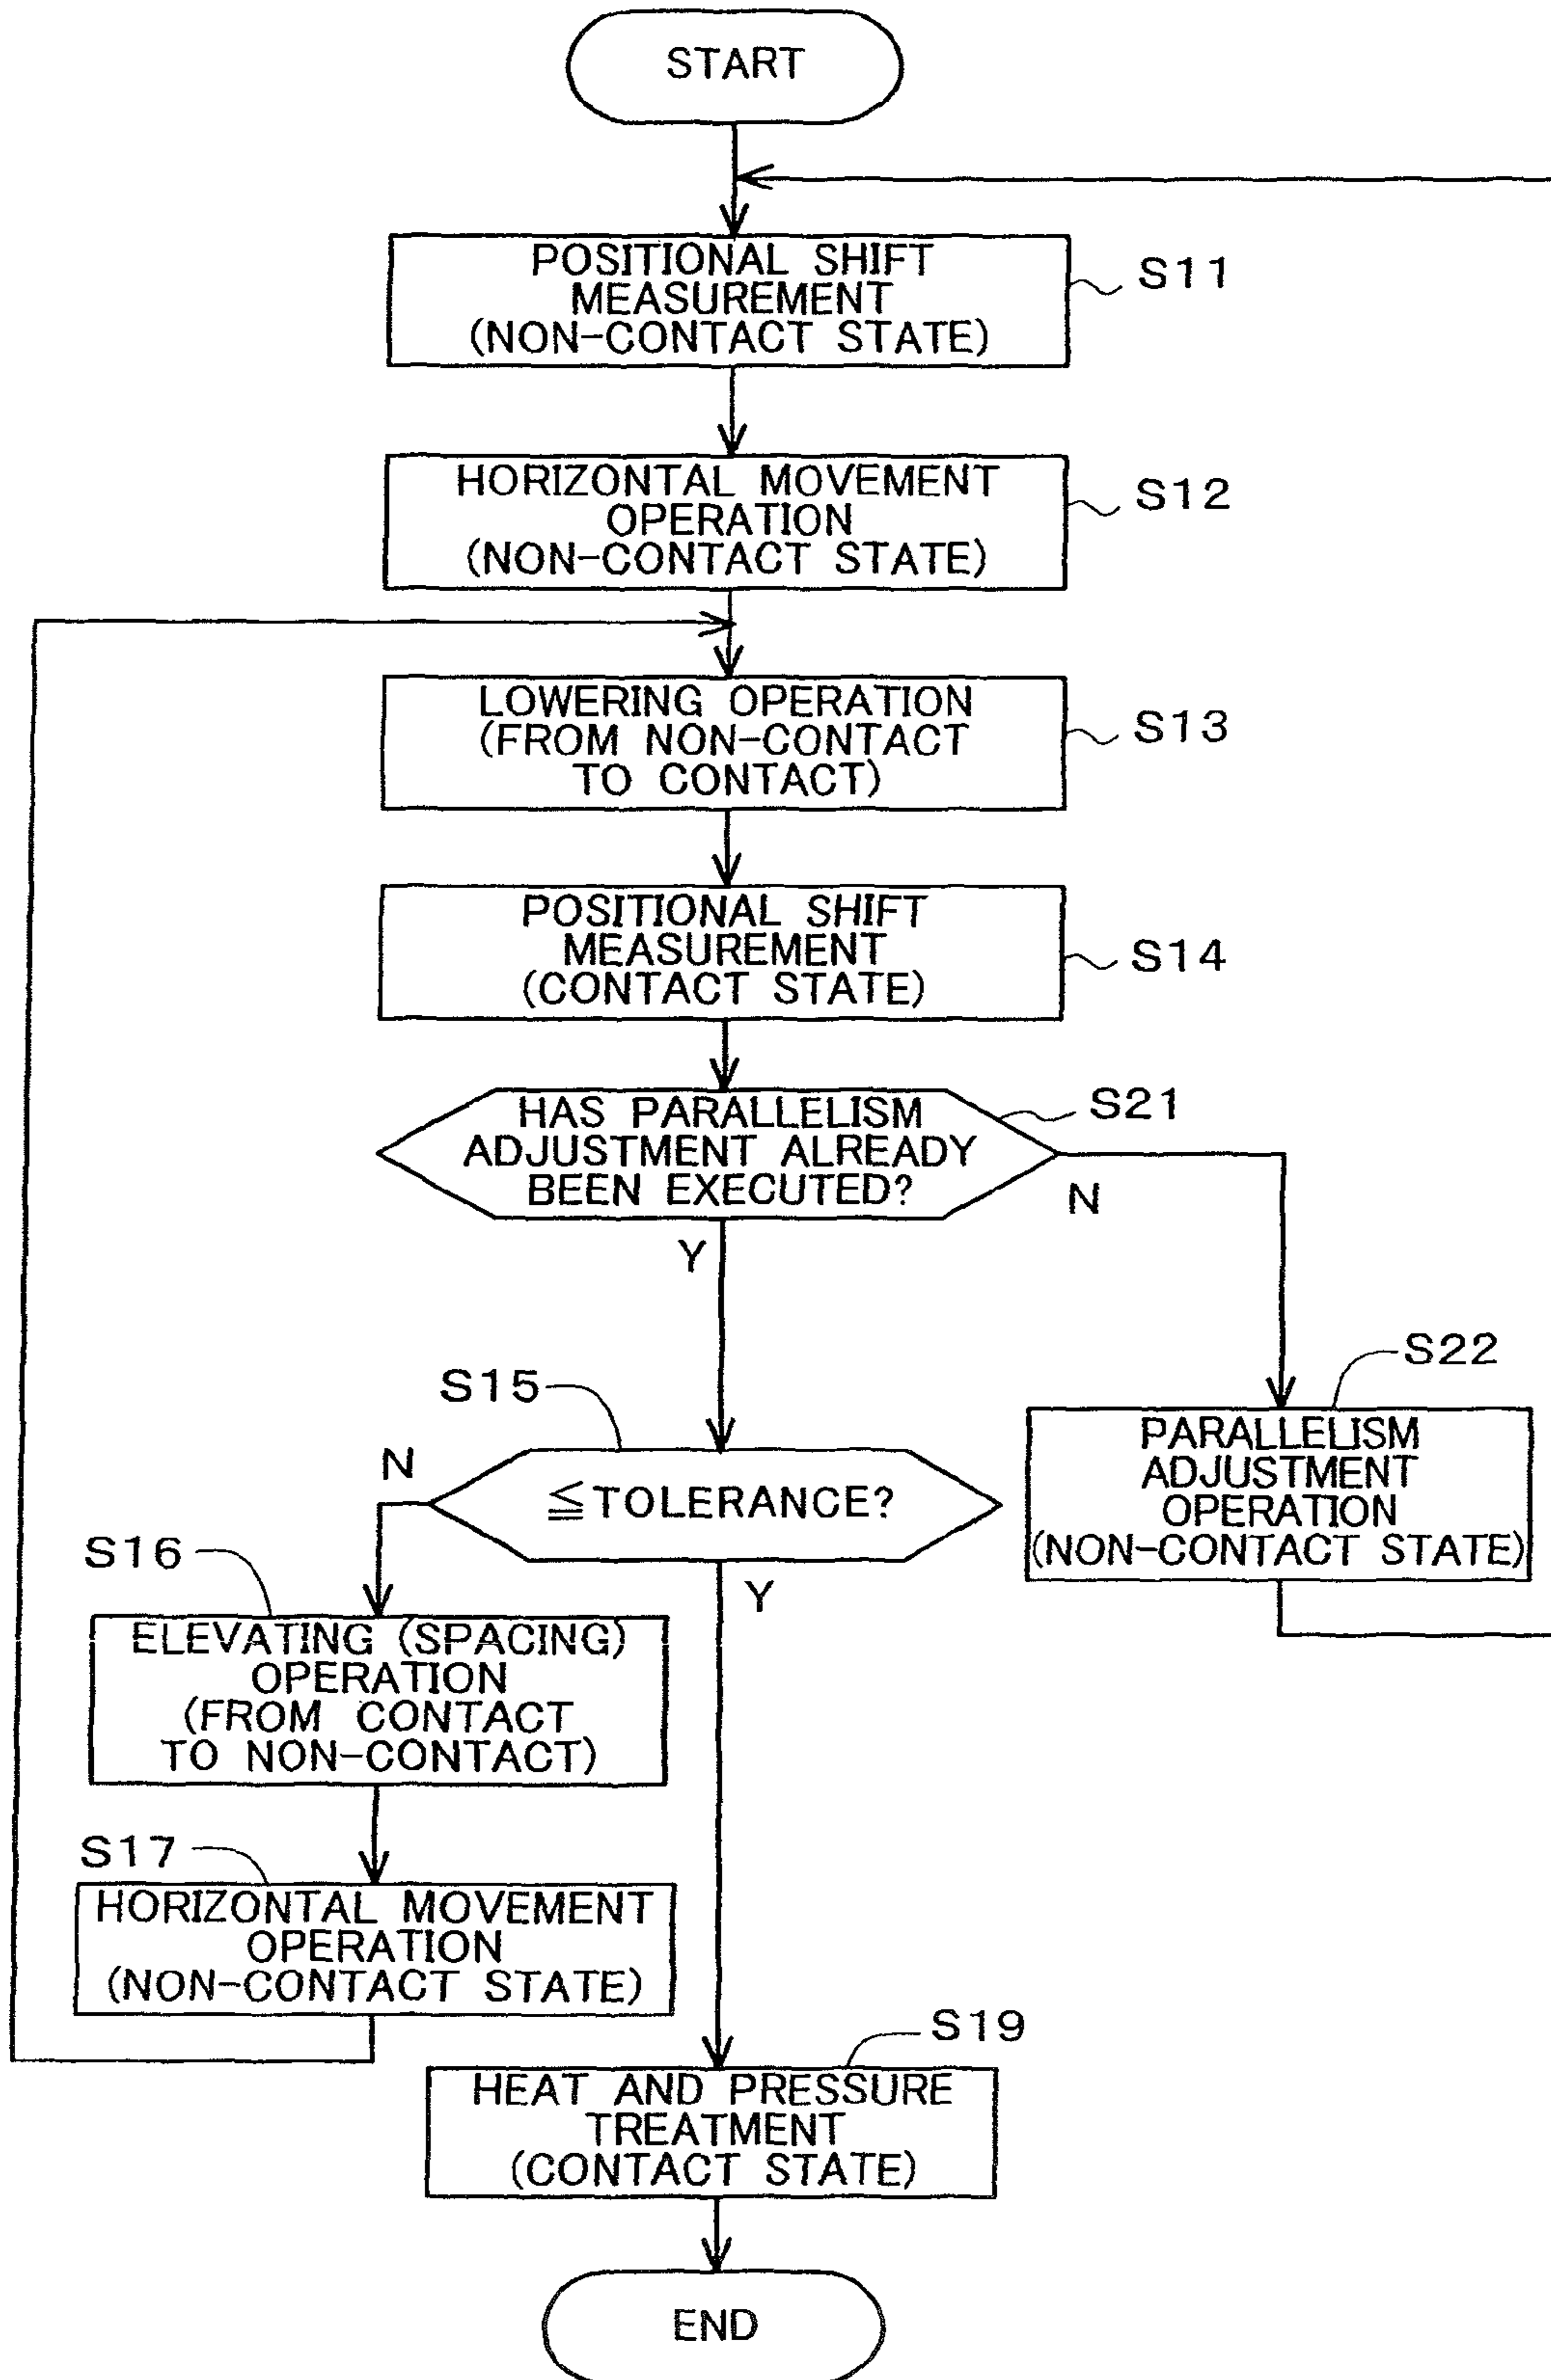 START
POSITIONAL SHIFT
MEASUREMENT
(NON-CONTACT STATE)
S11
HORIZONTAL MOVEMENT
OPERATION
(NON-CONTACT STATE)
S12
LOWERING OPERATION
(FROM NON-CONTACT
TO CONTACT)
S13
POSITIONAL SHIFT
MEASUREMENT
(CONTACT STATE)
S14
HAS PARALLELISM
ADJUSTMENT ALREADY
BEEN EXECUTED?
S21
N
Y
S22
PARALLELISM
ADJUSTMENT
OPERATION
(NON-CONTACT STATE)
S15
≦TOLERANCE?
N
Y
S16
ELEVATING (SPACING)
OPERATION
(FROM CONTACT
TO NON-CONTACT)
S17
HORIZONTAL MOVEMENT
OPERATION
(NON-CONTACT STATE)
S19
HEAT AND PRESSURE
TREATMENT
(CONTACT STATE)
END